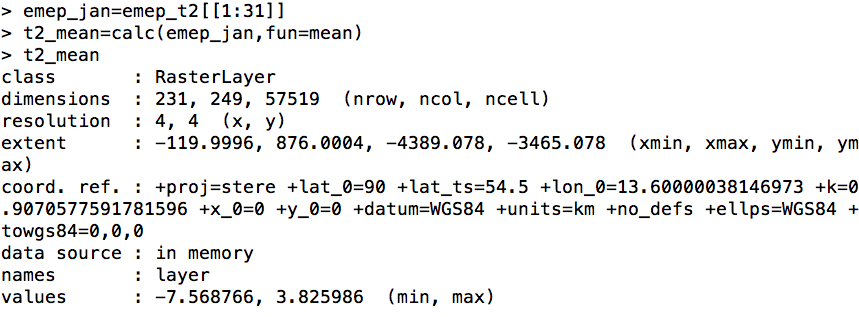 > emep_jan=emep_t2[[1:31]]
> t2_mean=calc(emep_jan,fun=mean)
> t2_mean
class       : RasterLayer
dimensions  : 231, 249, 57519  (nrow, ncol, ncell)
resolution  : 4, 4  (x, y)
extent      : -119.9996, 876.0004, -4389.078, -3465.078  (xmin, xmax, ymin, ym
ax)
coord. ref. : +proj=stere +lat_0=90 +lat_ts=54.5 +lon_0=13.60000038146973 +k=0
.9070577591781596 +x_0=0 +y_0=0 +datum=WGS84 +units=km +no_defs +ellps=WGS84 +
towgs84=0,0,0
data source : in memory
names       : layer
values      : -7.568766, 3.825986  (min, max)